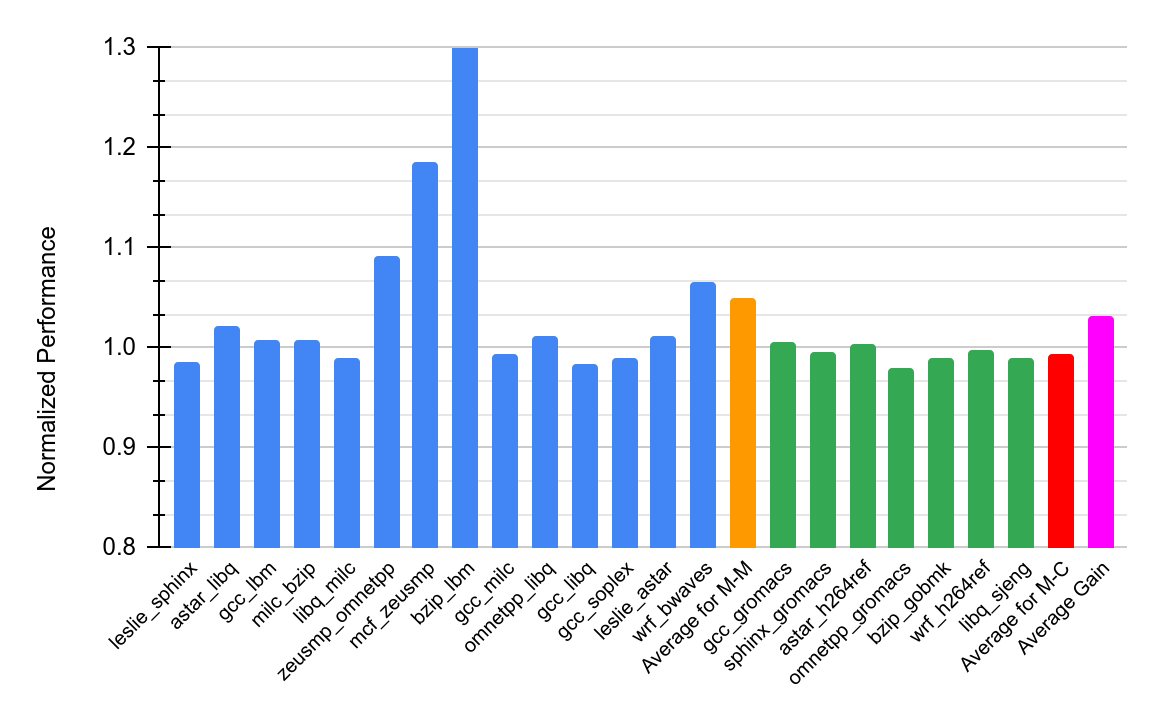 Normalized Performance
1.3
1.2
1.1
1.0
0.9
0.8
leslie_sphinx
astar_libq
gcc_lbm
milc_bzip
libq_milc
zeusmp_omnetpp
mcf_zeusmp
bzip_lbm
gcc_milc
omnetpp_libq
gcc_libq
gcc_soplex
leslie_astar
wrf_bwaves
Average for M-M
gcc_gromacs
sphinx_gromacs
astar_h264ref
omnetpp_gromacs
bzip_gobmk
wrf_h264ref
libq_sjeng
Average for M-C
Average Gain